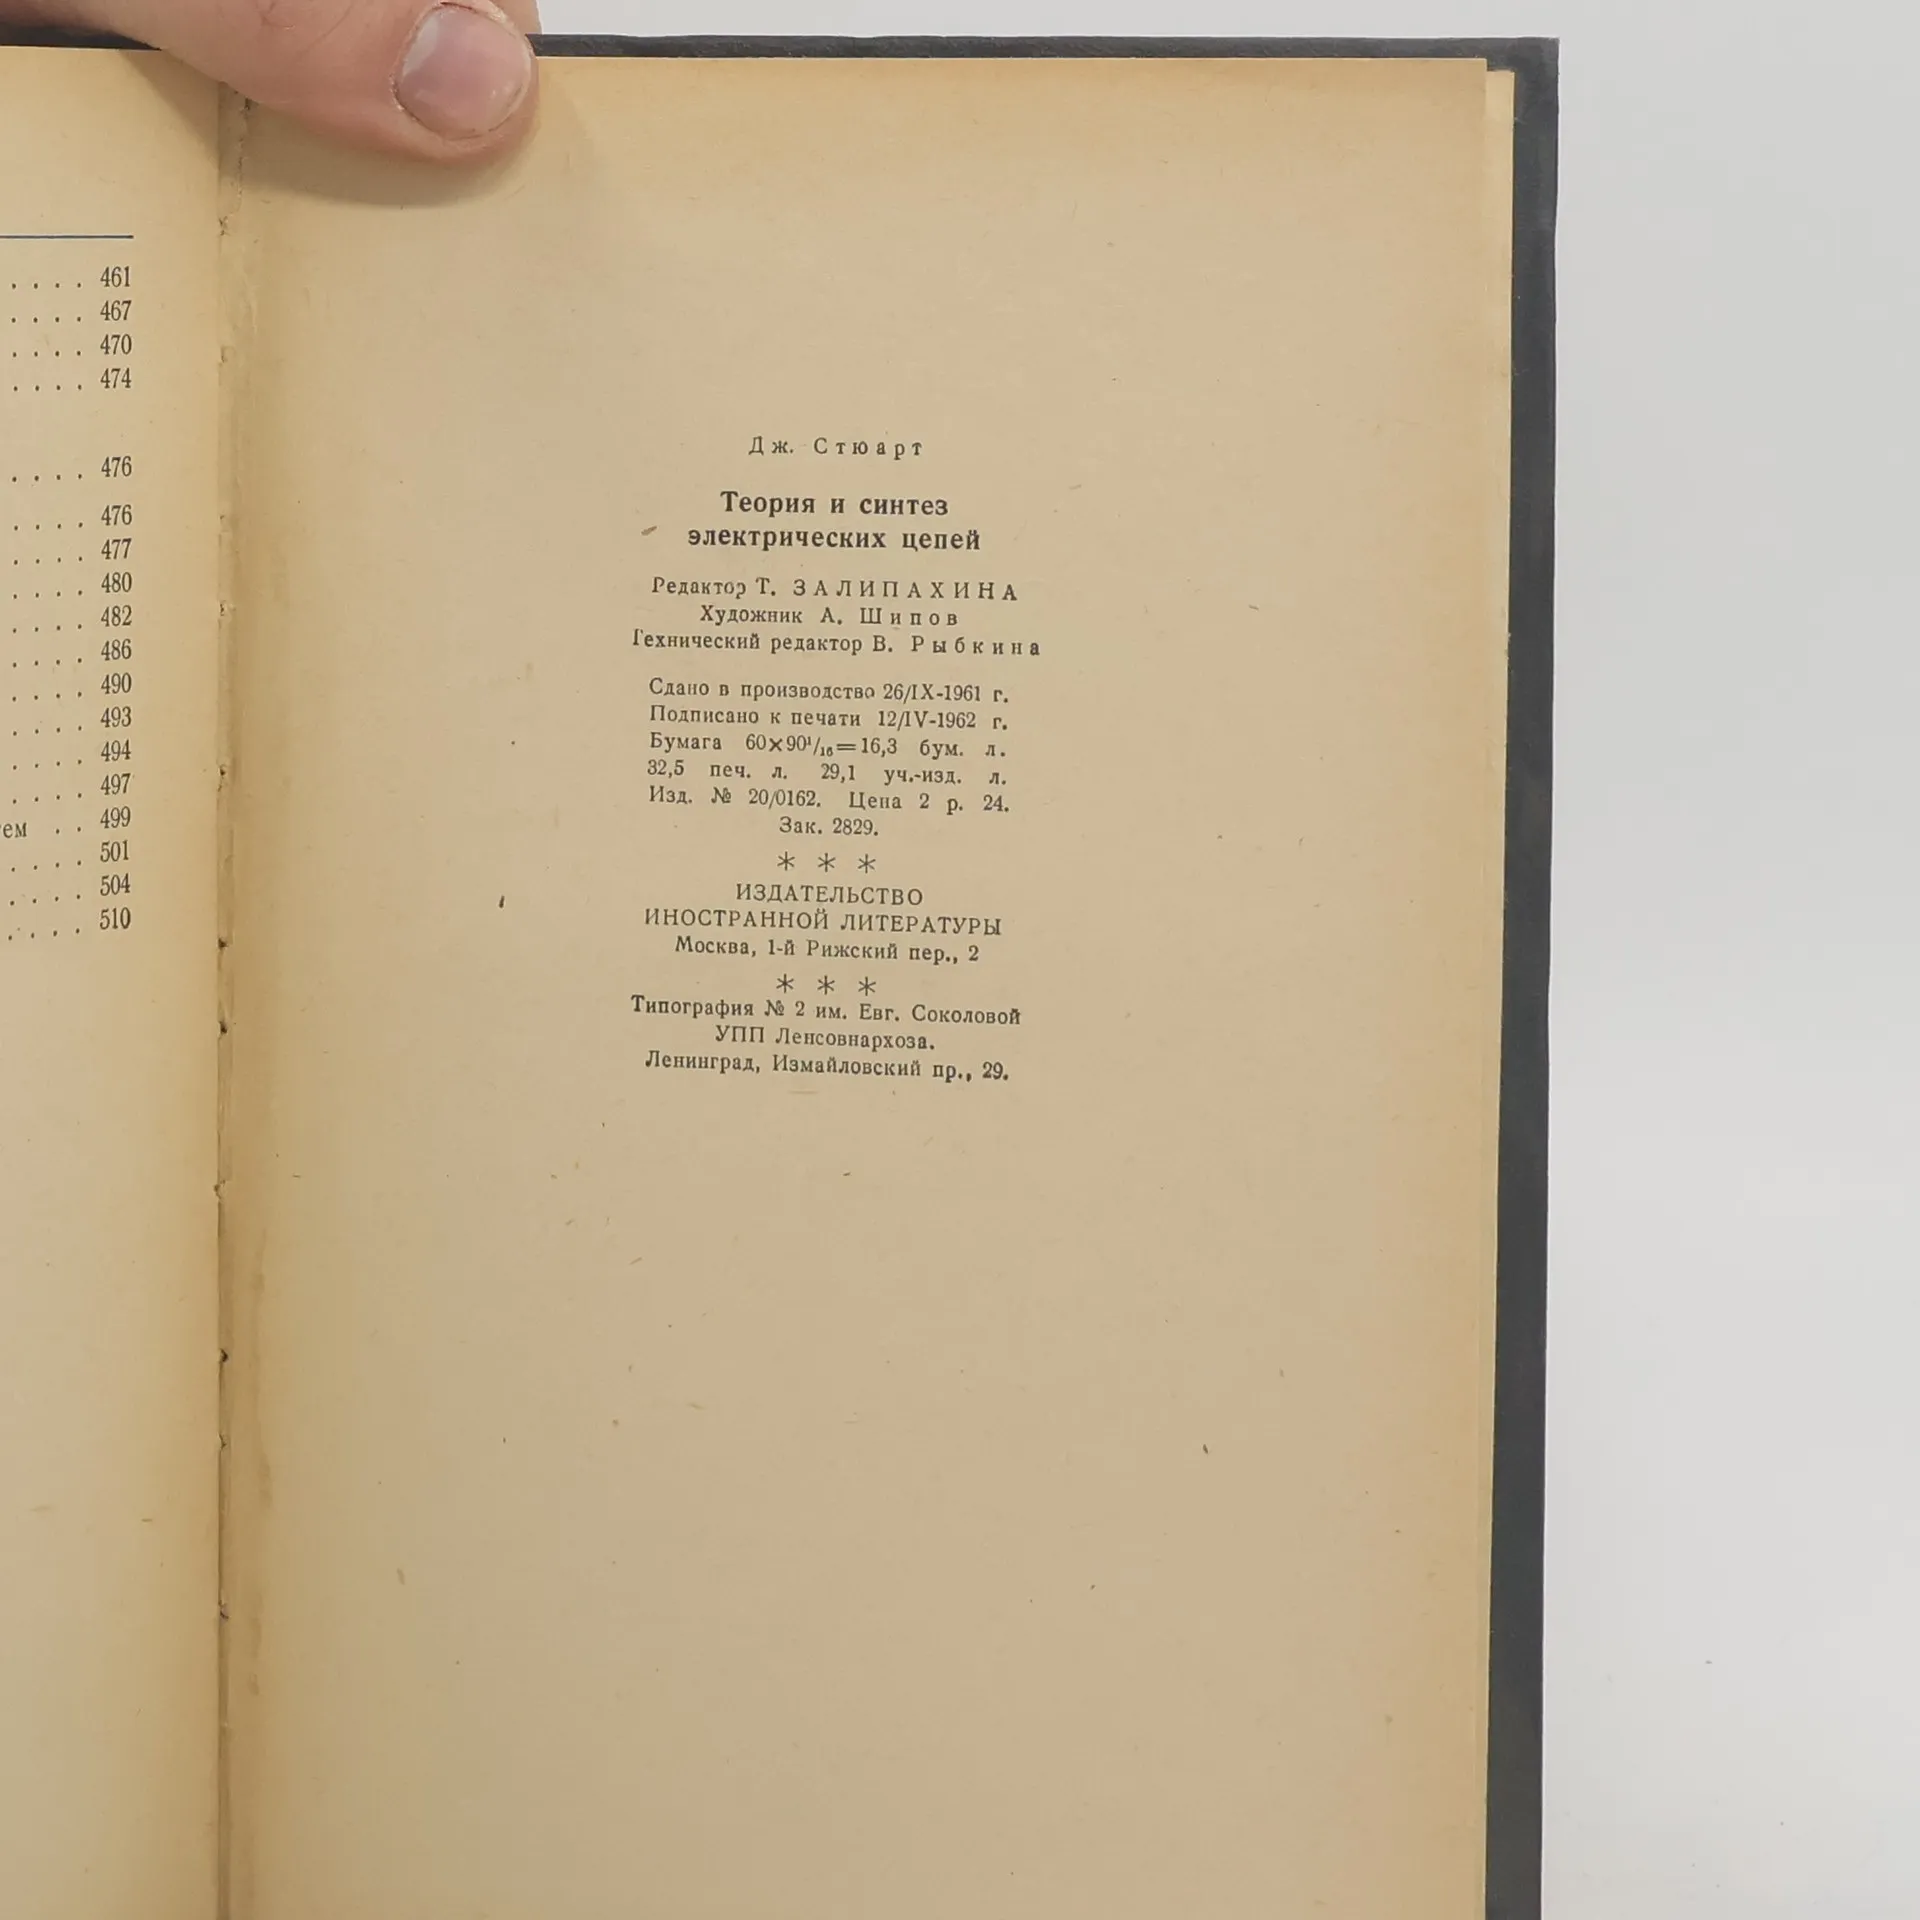 . . . . 461
. . . . 467
. . . . 470
. . . . 474
. . . . 476
. . . . 476
. . . . 477
. . . . 480
. . . . 482
. . . . 486
. . . . 490
. . . . 493
. . . . 494
. . . . 497
тем . . 499
. . . . 501
. . . . 504
. . . . 510
Дж. Стюарт
Теория и синтез
электрических цепей
Редактор Т. ЗАЛИПАХИНА
Художник А. Шипов
Технический редактор В. Рыбкина
Сдано в производство 26/IX-1961 г.
Подписано к печати 12/IV-1962 г.
Бумага 60×90¹/₁₆=16,3 бум. л.
32,5 печ. л. 29,1 уч.-изд. л.
Изд. № 20/0162. Цена 2 р. 24.
Зак. 2829.
* * *
ИЗДАТЕЛЬСТВО
ИНОСТРАННОЙ ЛИТЕРАТУРЫ
Москва, 1-й Рижский пер., 2
* * *
Типография № 2 им. Евг. Соколовой
УПП Ленсовнархоза.
Ленинград, Измайловский пр., 29.